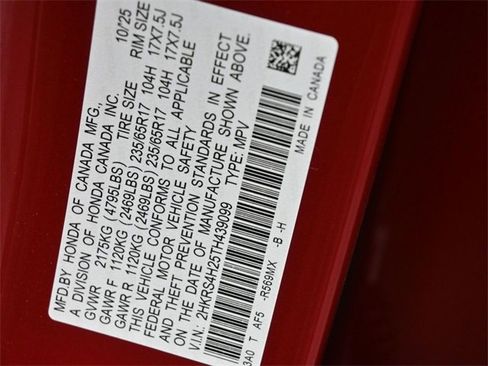 MFD.BY HONDA OF CANADA MFG., 10/25
A DIVISION OF HONDA CANADA INC.
GVWR 2175KG (4795LBS) TIRE SIZE RIM SIZE
GAWR F 1120KG (2469LBS) 235/65R17 104H 17X7.5J
GAWR R 1120KG (2469LBS) 235/65R17 104H 17X7.5J
THIS VEHICLE CONFORMS TO ALL APPLICABLE
FEDERAL MOTOR VEHICLE SAFETY
AND THEFT PREVENTION STANDARDS IN EFFECT
ON THE DATE OF MANUFACTURE SHOWN ABOVE.
V.I.N.: 2HKRS4H25TH439099 TYPE: MPV
3A0 T AF5 -R569MX -B -H MADE IN CANADA